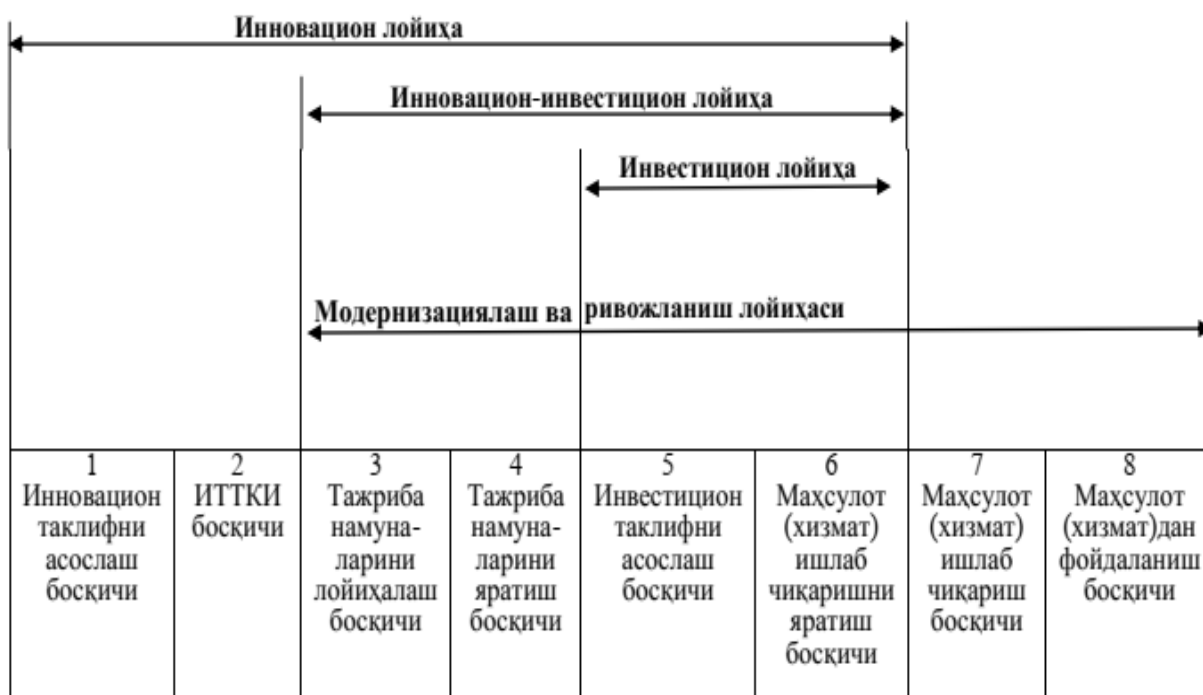 Инновацион лойиҳа
Инновацион-инвестицион лойиҳа
Инвестицион лойиҳа
Модернизациялаш ва ривожланиш лойиҳаси
1
Инновацион
таклифни
асослаш
босқичи
2
ИТТКИ
босқичи
3
Тажриба
намуна-
ларини
лойиҳалаш
босқичи
4
Тажриба
намуна-
ларини
яратиш
босқичи
5
Инвестицион
таклифни
асослаш
босқичи
6
Маҳсулот
(хизмат)
ишлаб
чиқаришни
яратиш
босқичи
7
Маҳсулот
(хизмат)
ишлаб
чиқариш
босқичи
8
Маҳсулот
(хизмат)дан
фойдаланиш
босқичи